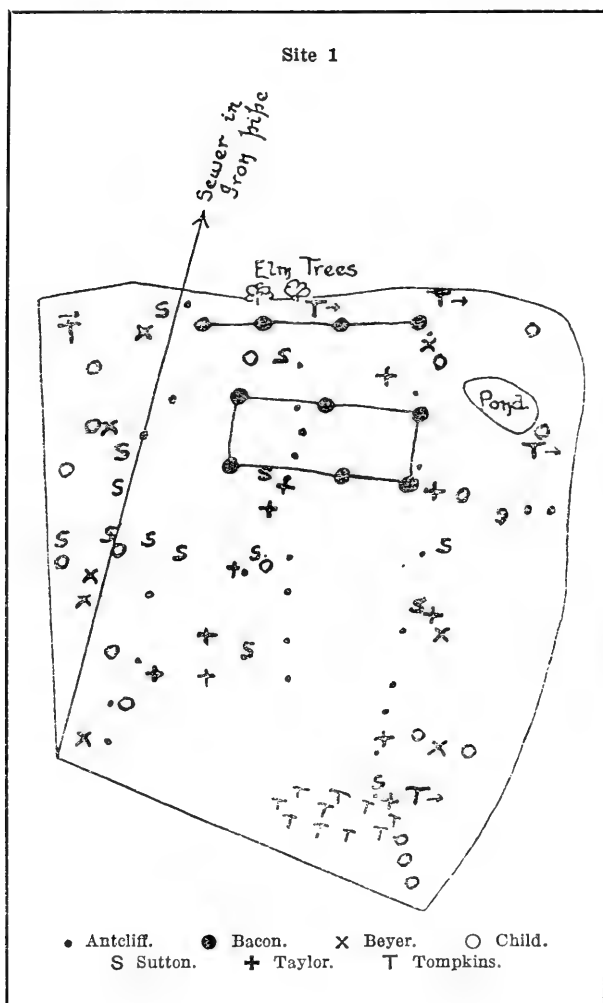 Site 1
Sewer in
Iron pipe
Elm Trees
Pond.
Antcliff. Bacon. Beyer. Child.
Sutton. Taylor. Tompkins.